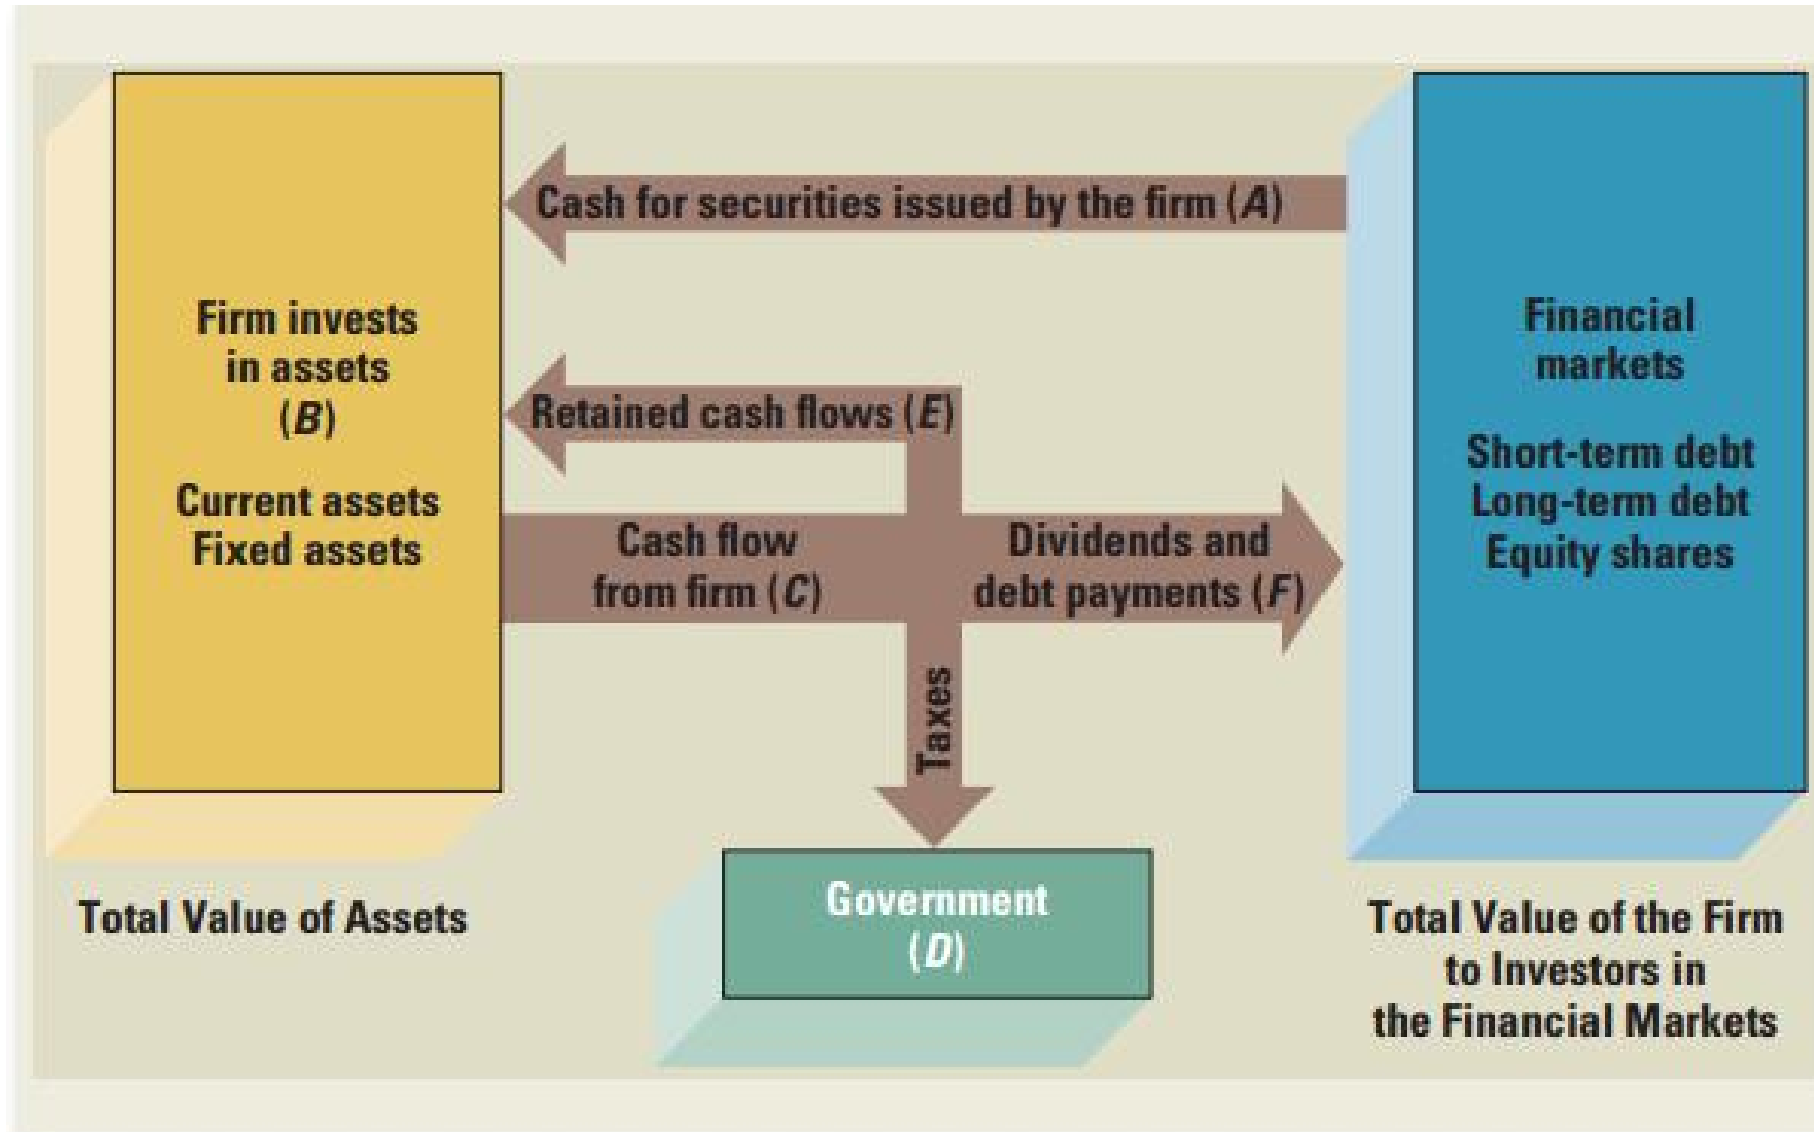 Cash for securities issued by the firm (A)
Firm invests
in assets
(B)
Current assets
Fixed assets
Retained cash flows (E)
Cash flow
from firm (C)
Dividends and
debt payments (F)
Taxes
Financial
markets
Short-term debt
Long-term debt
Equity shares
Government
(D)
Total Value of Assets
Total Value of the Firm
to Investors in
the Financial Markets